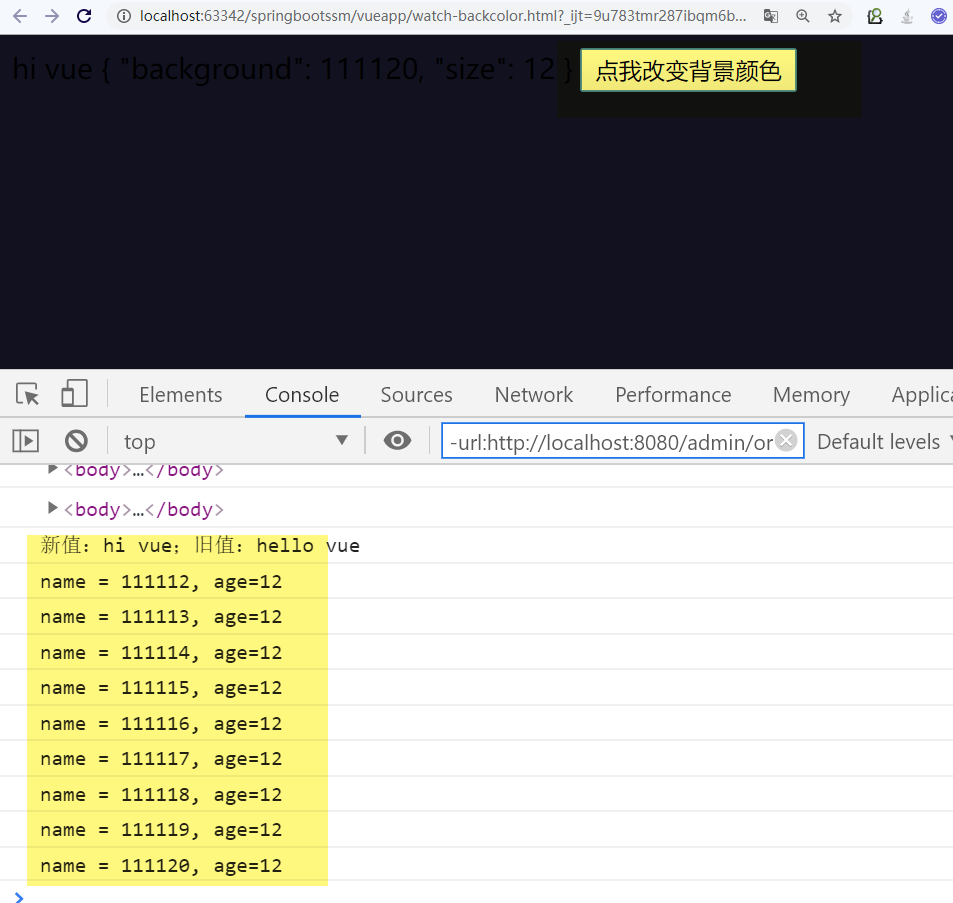 localhost:63342/springbootssm/vueapp/watch-backcolor.html?_ijt=9u783tmr287ibqm6b...
hi vue { "background": 111120, "size": 12 } 点我改变背景颜色
Elements Console Sources Network Performance Memory Applica
top -url:http://localhost:8080/admin/or Default levels
<body>…</body>
<body>…</body>
新值：hi vue；旧值：hello vue
name = 111112, age=12
name = 111113, age=12
name = 111114, age=12
name = 111115, age=12
name = 111116, age=12
name = 111117, age=12
name = 111118, age=12
name = 111119, age=12
name = 111120, age=12